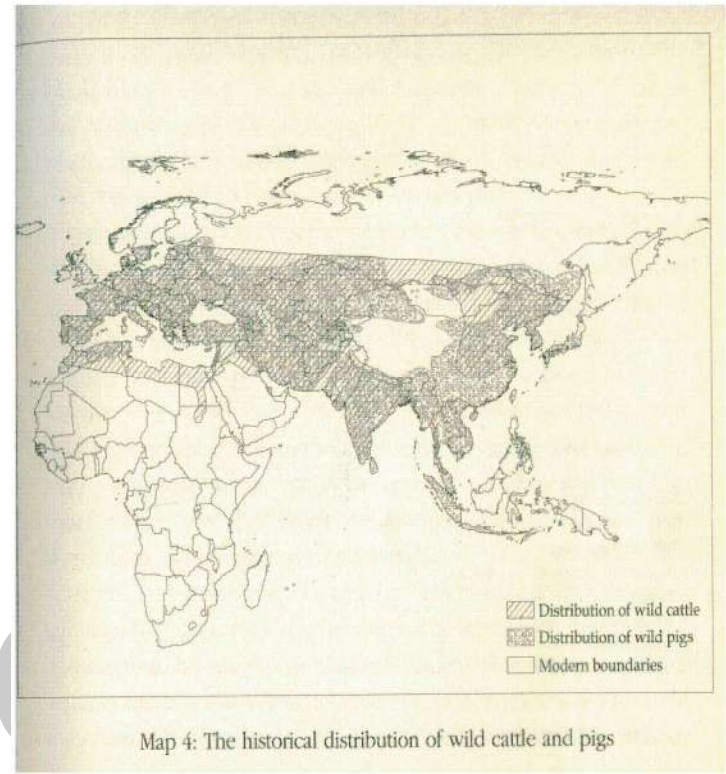 Distribution of wild cattle
Distribution of wild pigs
Modern boundaries
Map 4: The historical distribution of wild cattle and pigs